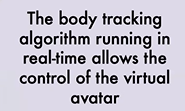 The body tracking
algorithm running in
real-time allows the
control of the virtual
avatar